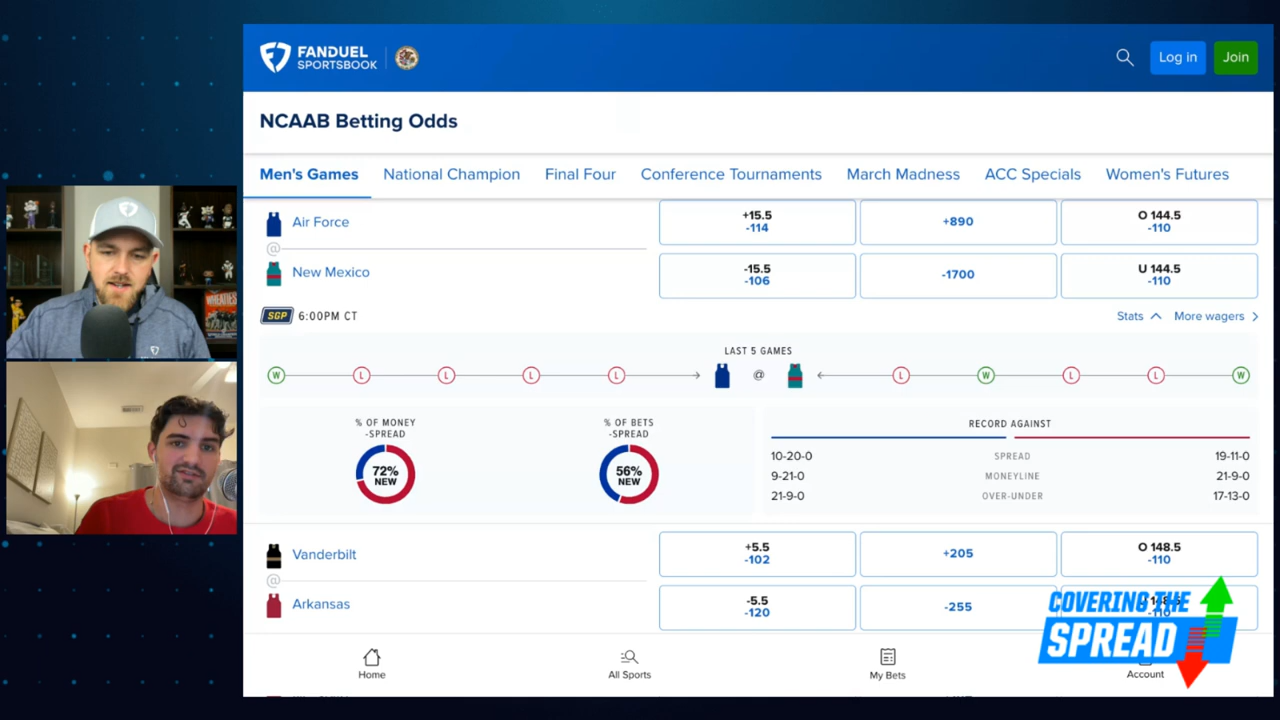 FANDUEL
SPORTSBOOK
Log in
Join
NCAAB Betting Odds
Men's Games
National Champion
Final Four
Conference Tournaments
March Madness
ACC Specials
Women's Futures
Air Force
+15.5
-114
+890
O 144.5
-110
@
New Mexico
-15.5
-106
-1700
U 144.5
-110
SGP 6:00PM CT
Stats
More wagers
LAST 5 GAMES
W L L L L @ L W L L W
% OF MONEY
-SPREAD
72%
NEW
% OF BETS
-SPREAD
56%
NEW
RECORD AGAINST
10-20-0 SPREAD 19-11-0
9-21-0 MONEYLINE 21-9-0
21-9-0 OVER-UNDER 17-13-0
Vanderbilt
+5.5
-102
+205
O 148.5
-110
@
Arkansas
-5.5
-120
-255
-110
COVERING THE
SPREAD
Home
All Sports
My Bets
Account
WHEATIES